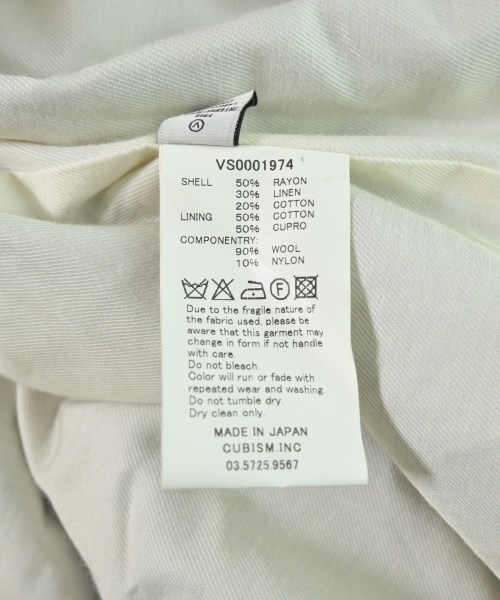 VS0001974
SHELL 50% RAYON
30% LINEN
20% COTTON
LINING 50% COTTON
50% CUPRO
COMPONENTRY:
90% WOOL
10% NYLON
F
Due to the fragile nature of
the fabric used, please be
aware that this garment may
change in form if not handle
with care.
Do not bleach.
Color will run or fade with
repeated wear and washing.
Do not tumble dry.
Dry clean only.
MADE IN JAPAN
CUBISM.INC
03.5725.9567